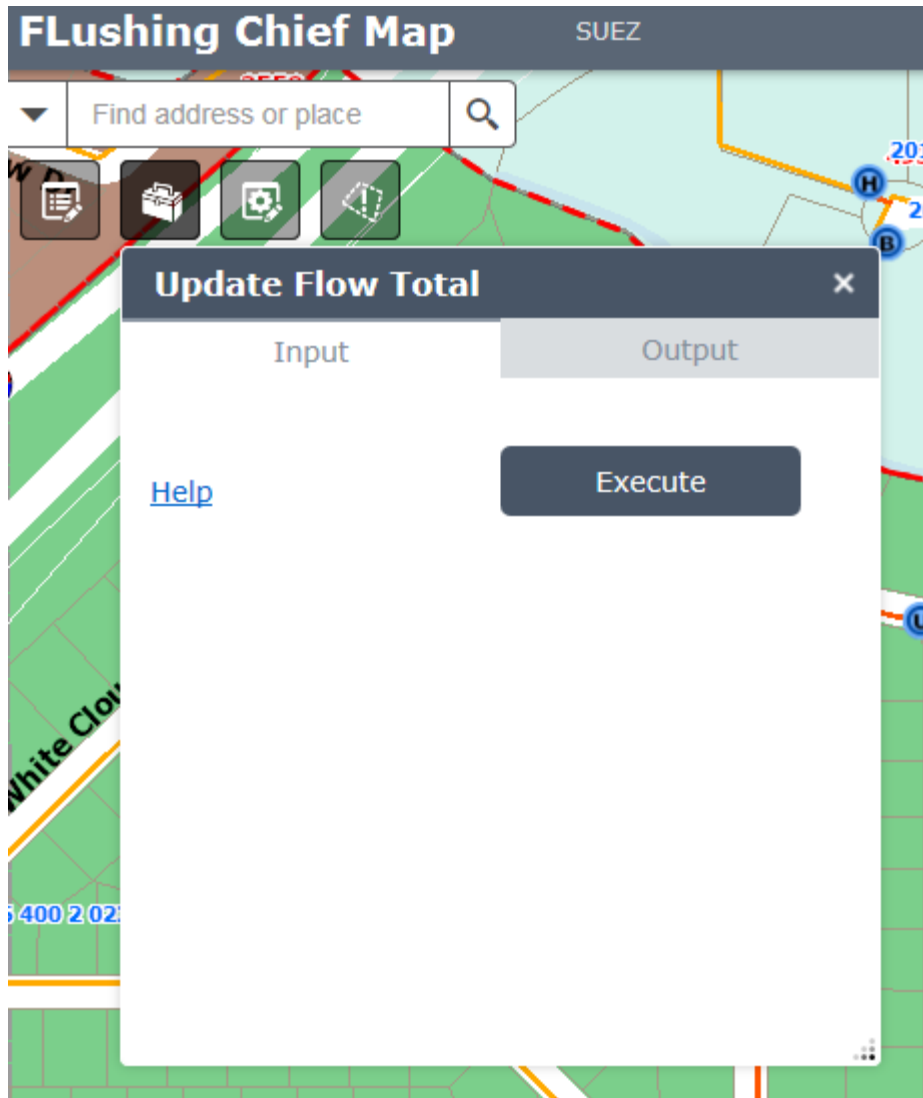 FLushing Chief Map
SUEZ
Find address or place
H
B
Update Flow Total
×
Input
Output
Help
Execute
White Clou
400 2 02